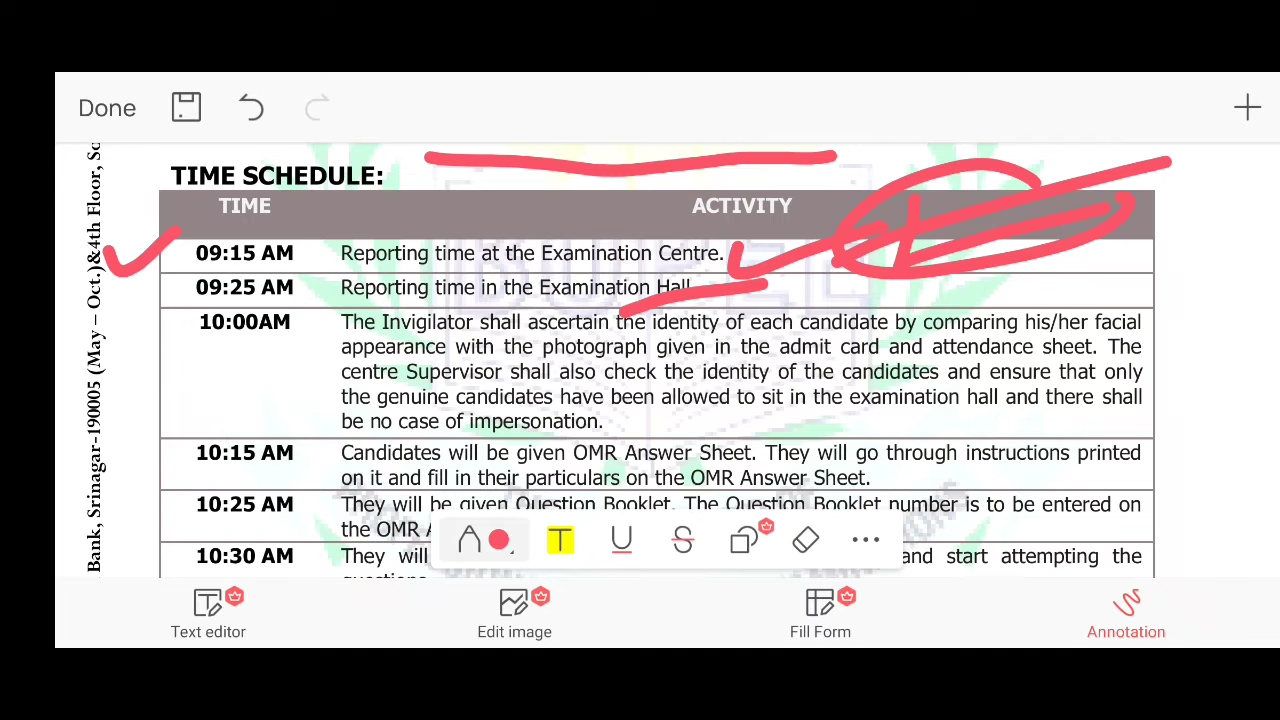 Done
Bank, Srinagar-190005 (May – Oct.)&4th Floor,
TIME SCHEDULE:
TIME ACTIVITY
09:15 AM Reporting time at the Examination Centre.
09:25 AM Reporting time in the Examination Hall
10:00AM The Invigilator shall ascertain the identity of each candidate by comparing his/her facial
appearance with the photograph given in the admit card and attendance sheet. The
centre Supervisor shall also check the identity of the candidates and ensure that only
the genuine candidates have been allowed to sit in the examination hall and there shall
be no case of impersonation.
10:15 AM Candidates will be given OMR Answer Sheet. They will go through instructions printed
on it and fill in their particulars on the OMR Answer Sheet.
10:25 AM They will be given Question Booklet. The Question Booklet number is to be entered on
the OMR
10:30 AM They will and start attempting the
T U S
Text editor Edit image Fill Form Annotation